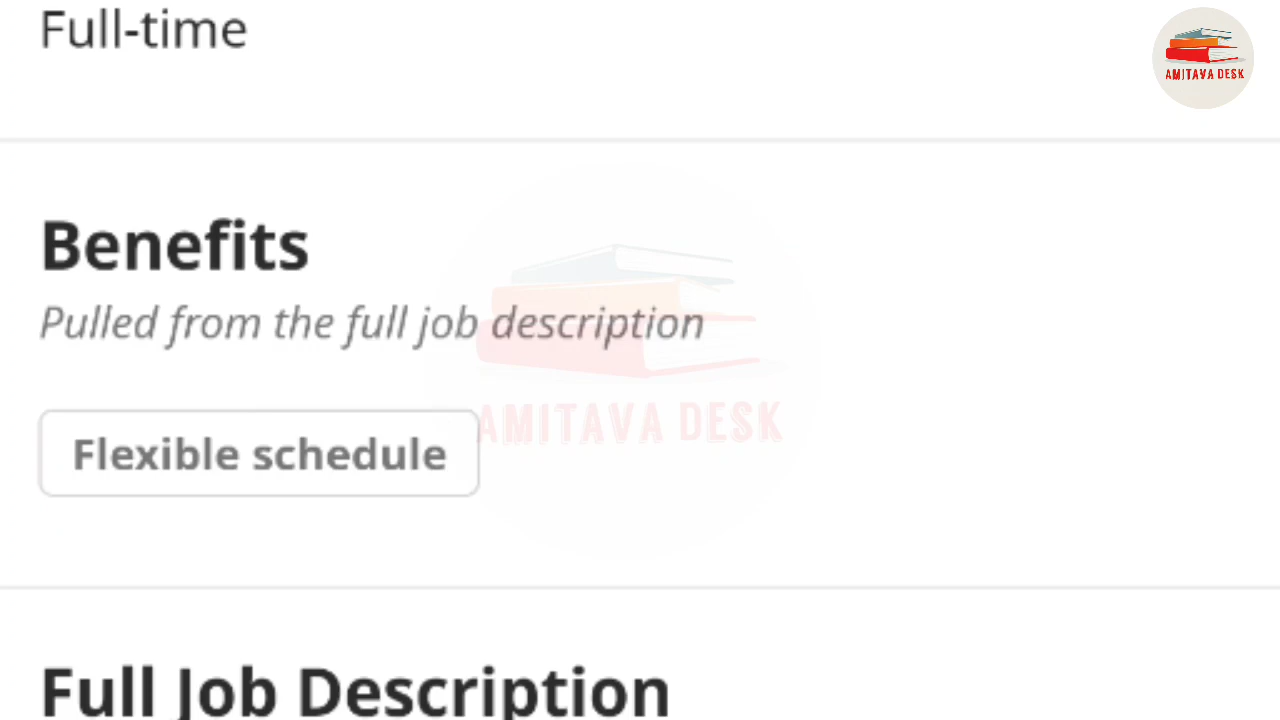 Full-time
AMITAVA DESK
Benefits
Pulled from the full job description
AMITAVA DESK
Flexible schedule
Full Job Description